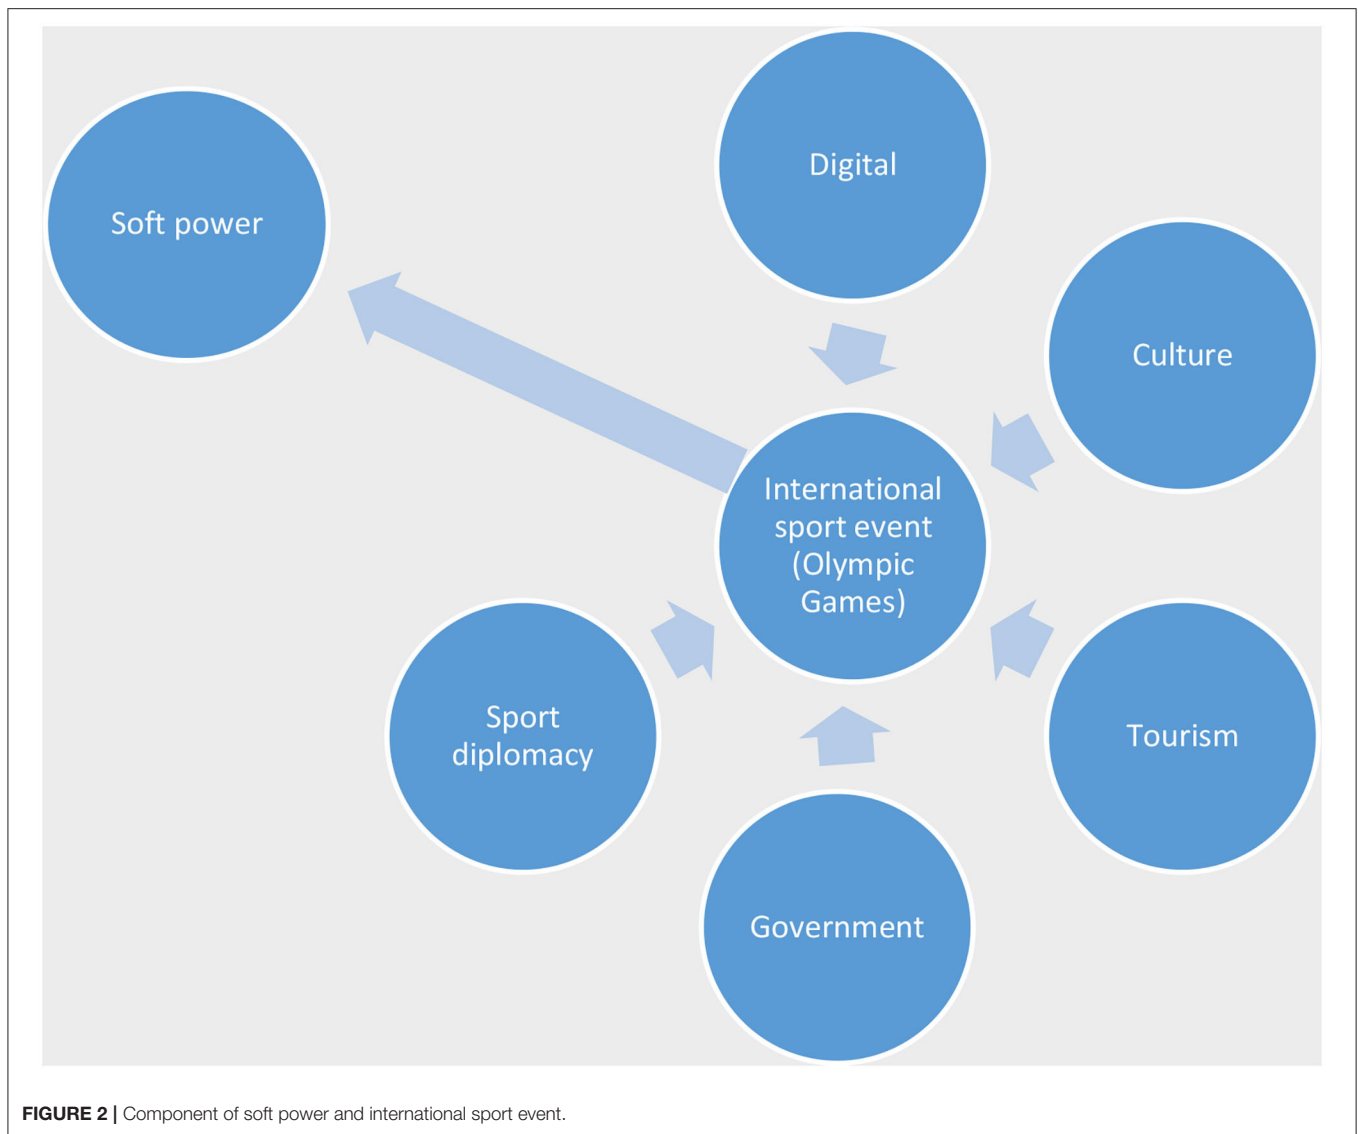 Soft power
Digital
Culture
International
sport event
(Olympic
Games)
Sport
diplomacy
Tourism
Government
FIGURE 2 | Component of soft power and international sport event.